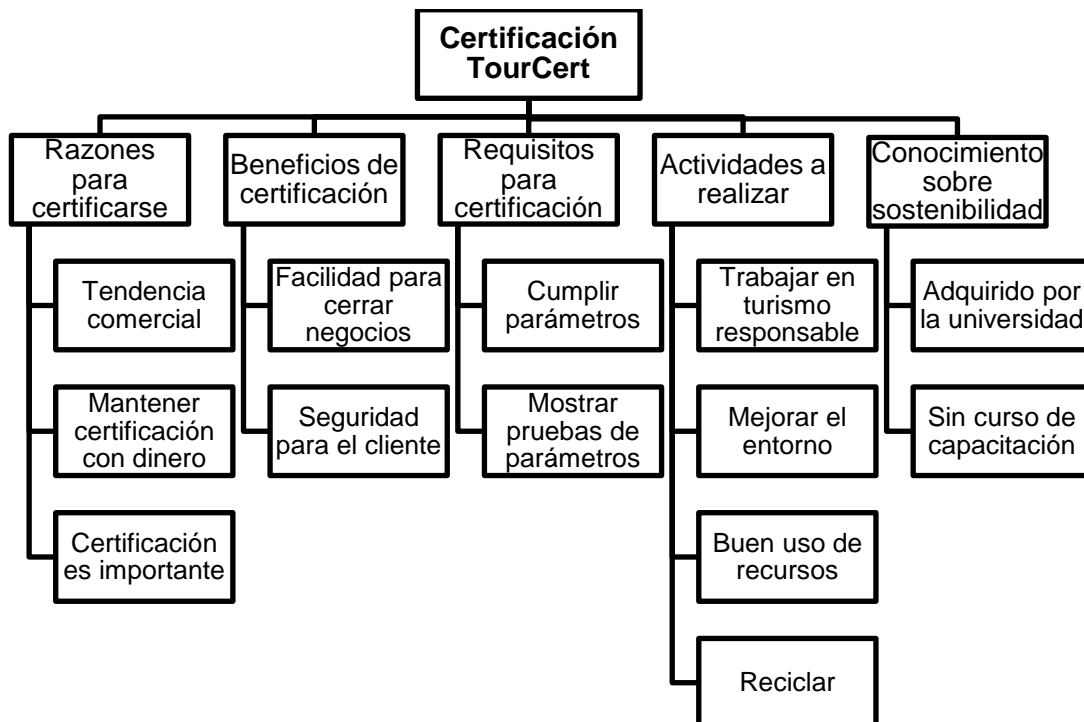 Certificación
TourCert
Razones
para
certificarse
Beneficios de
certificación
Requisitos
para
certificación
Actividades a
realizar
Conocimiento
sobre
sostenibilidad
Tendencia
comercial
Mantener
certificación
con dinero
Certificación
es importante
Facilidad para
cerrar
negocios
Seguridad
para el cliente
Cumplir
parámetros
Mostrar
pruebas de
parámetros
Trabajar en
turismo
responsable
Mejorar el
entorno
Buen uso de
recursos
Reciclar
Adquirido por
la universidad
Sin curso de
capacitación